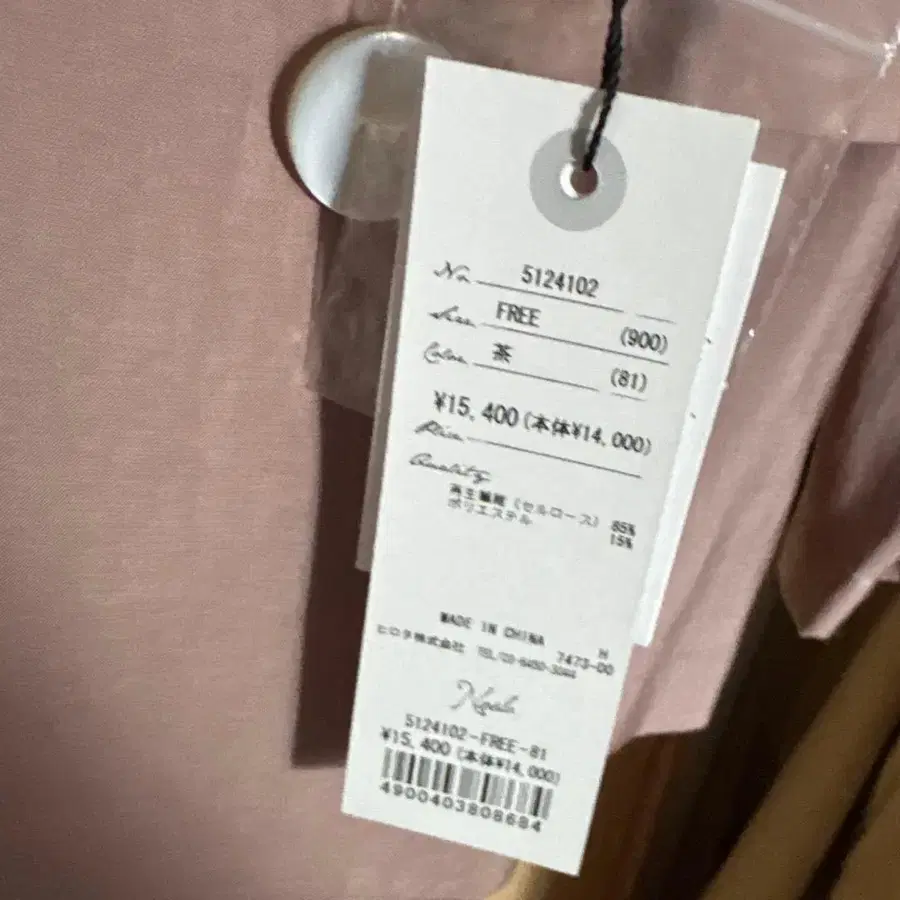 No. 5124102
Size FREE (900)
Color 茶 (81)
¥15,400(本体¥14,000)
Price
Quality
再生繊維(セルロース) 85%
ポリエステル 15%
MADE IN CHINA H
ヒロタ株式会社 7473-00
5124102-FREE-81
¥15,400(本体¥14,000)
4900403808684